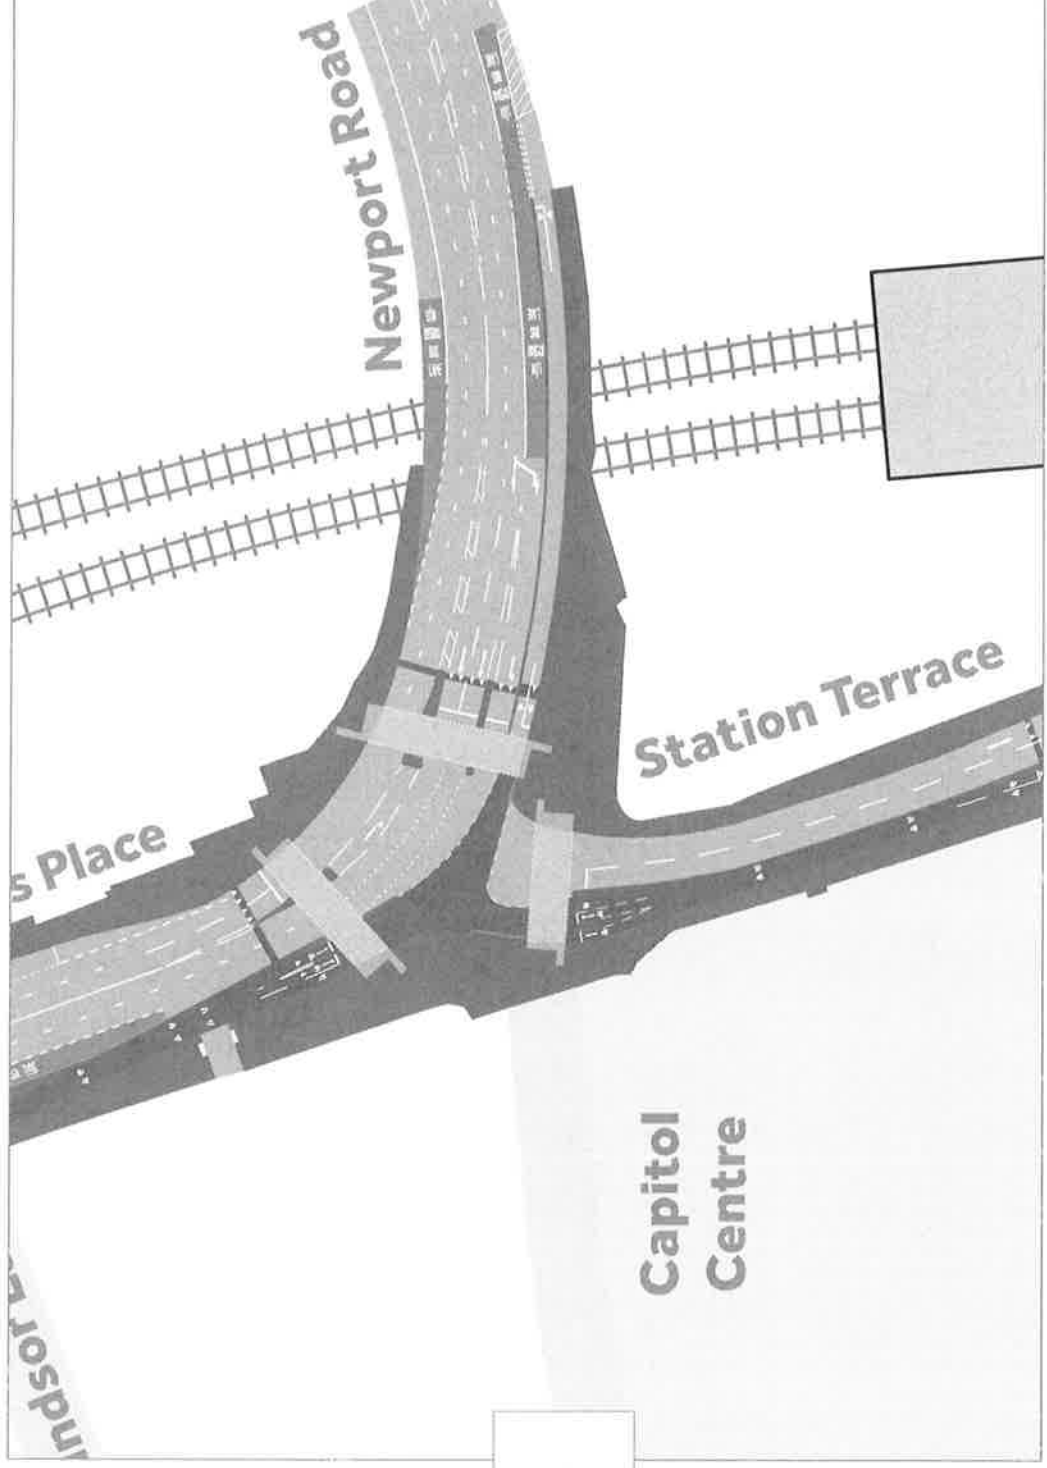 Newport Road
Station Terrace
s Place
Capitol
Centre
ndsor